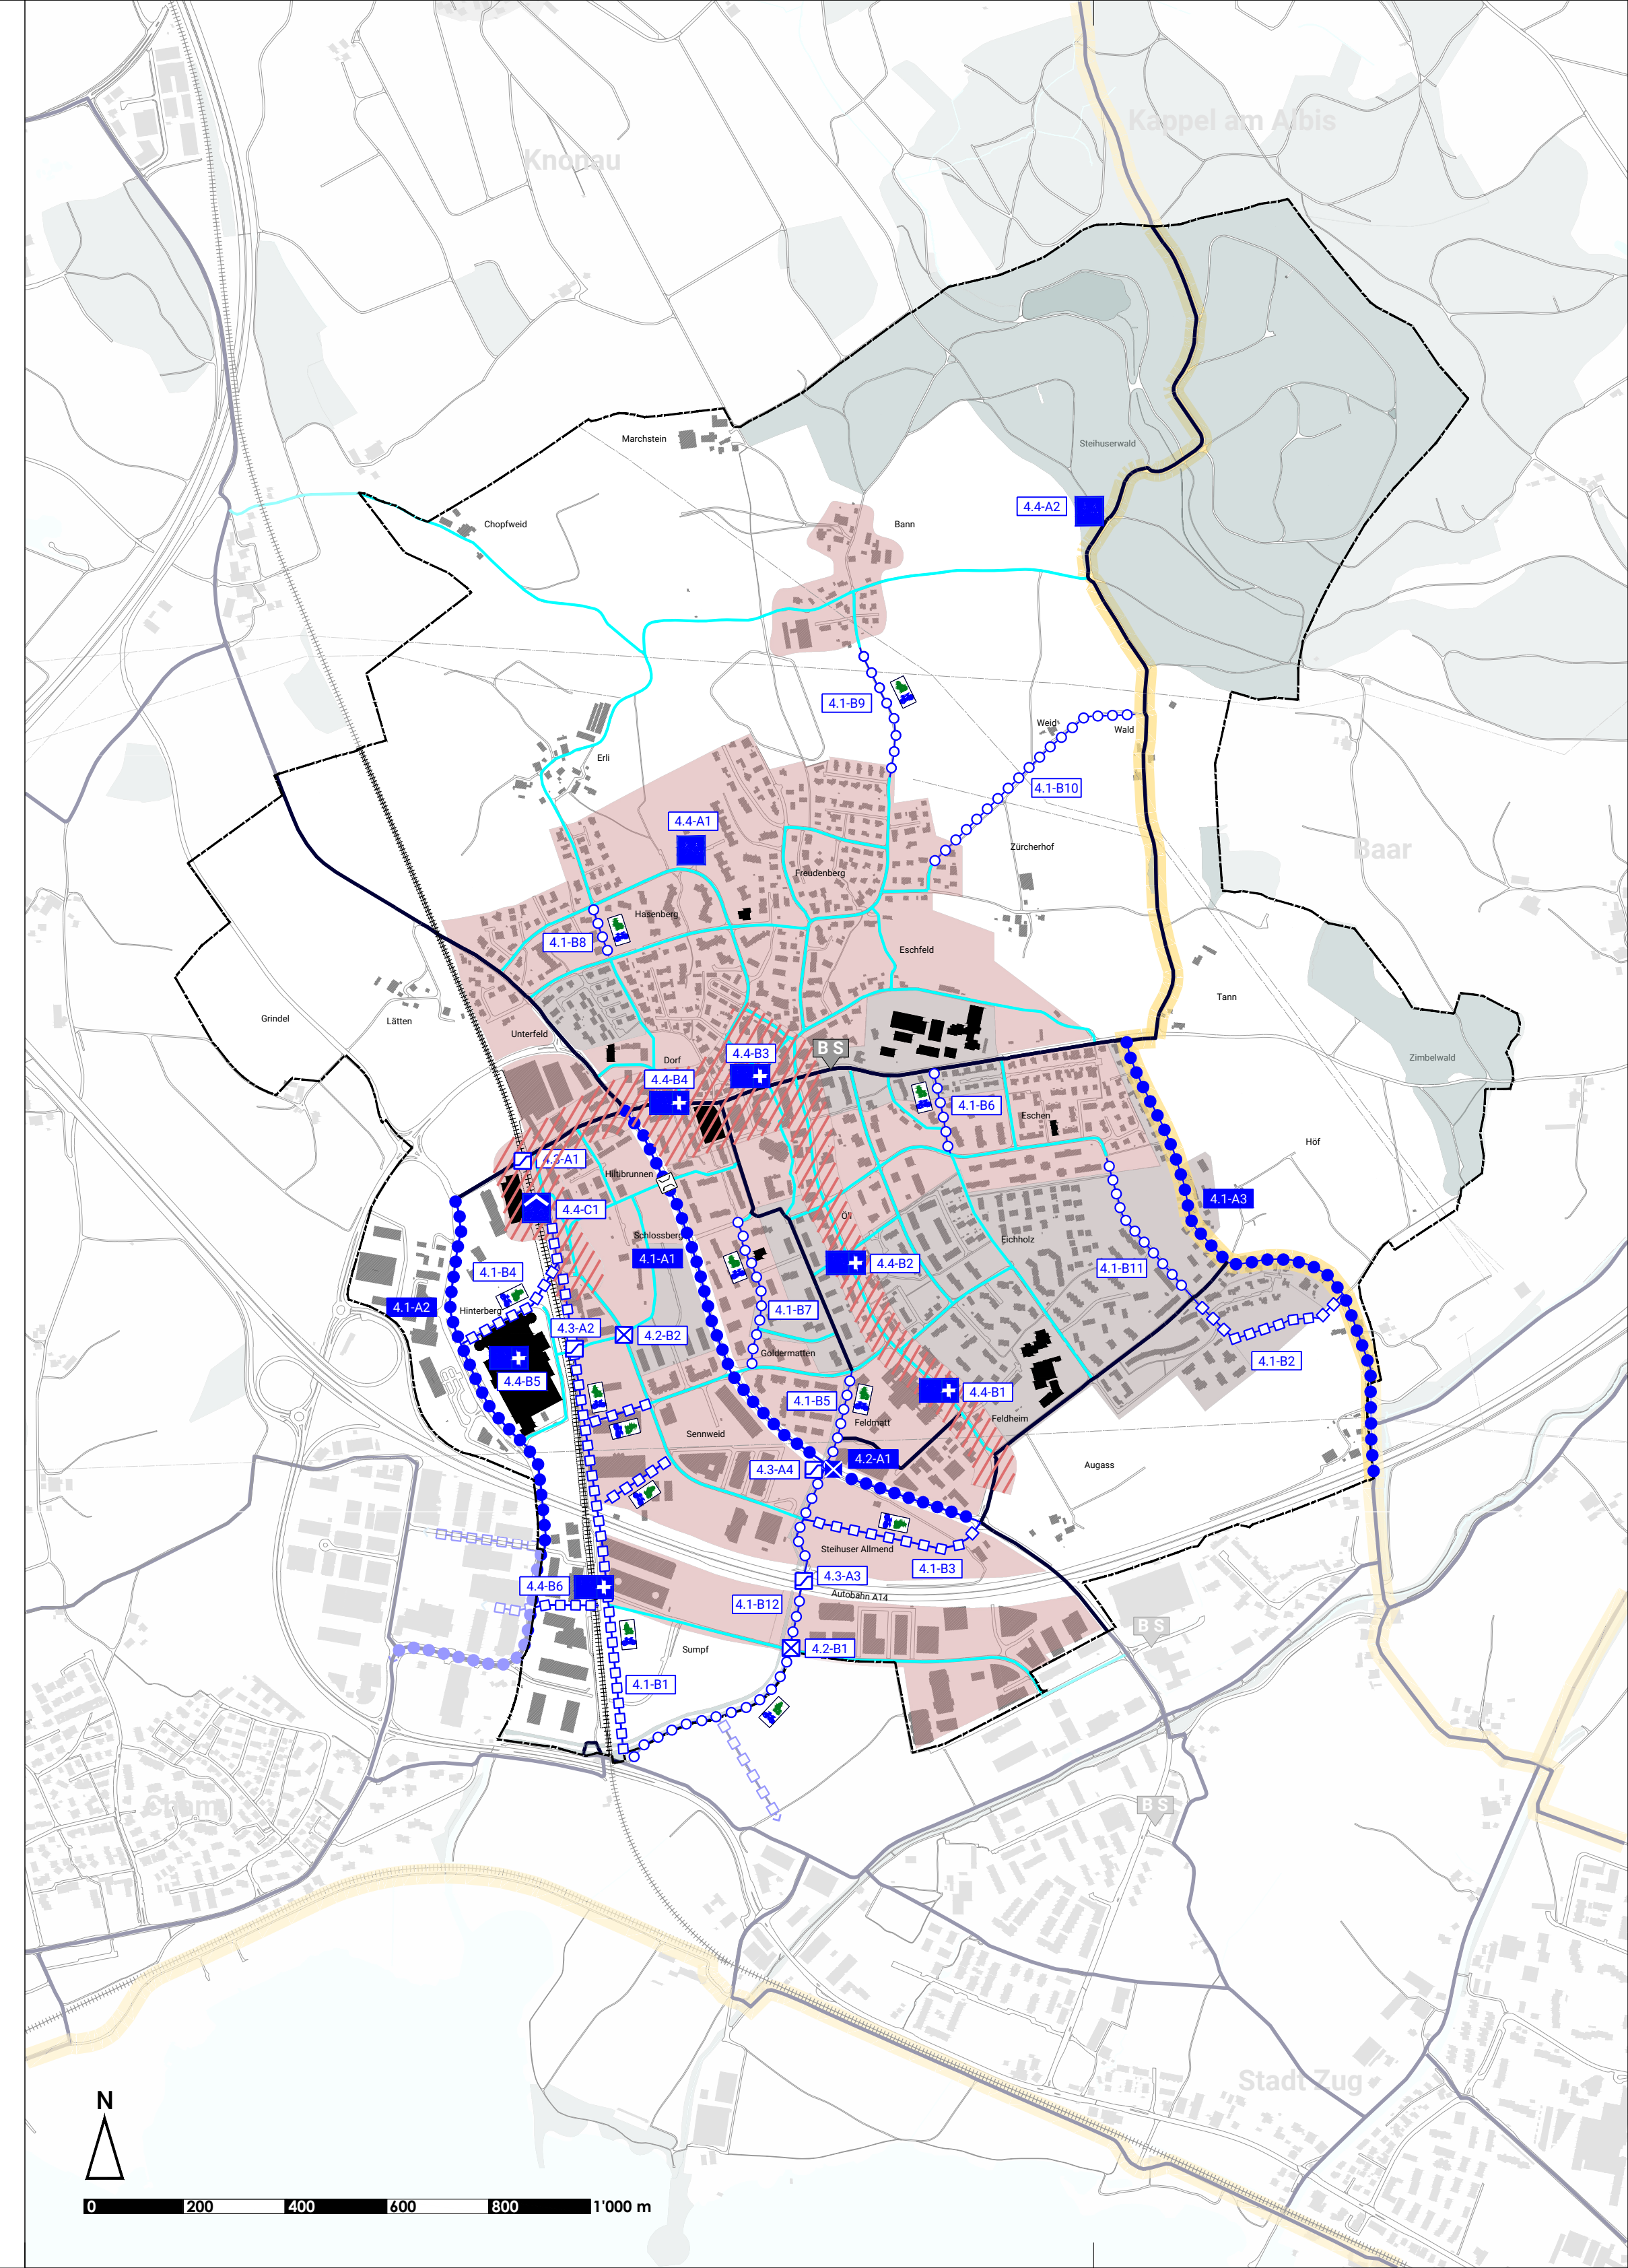 Kappel am Albis
Knonau
Marchstein
Steihuserwald
4.4-A2
Chopfweid
Bann
4.1-B9
Weid
Wald
Erli
4.1-B10
4.4-A1
Zürcherhof
Baar
Freudenberg
Hasenberg
4.1-B8
Eschfeld
Tann
Grindel
Lätten
Unterfeld
B S
4.4-B3
Dorf
Zimbelwald
4.4-B4
4.1-B6
Eschen
Höf
4.3-A1
Hiltibrunnen
4.1-A3
4.4-C1
Öli
Schlossberg
Eichholz
4.1-A1
4.4-B2
4.1-B4
4.1-B11
4.1-A2
Hinterberg
4.1-B7
4.3-A2
4.2-B2
Goldermatten
4.1-B2
4.4-B5
4.4-B1
4.1-B5
Feldmatt
Feldheim
Sennweid
4.2-A1
4.3-A4
Augass
Steihuser Allmend
4.1-B3
4.3-A3
4.4-B6
Autobahn A14
4.1-B12
B S
Sumpf
4.2-B1
4.1-B1
Cham
B S
Stadt Zug
N
0 200 400 600 800 1'000 m